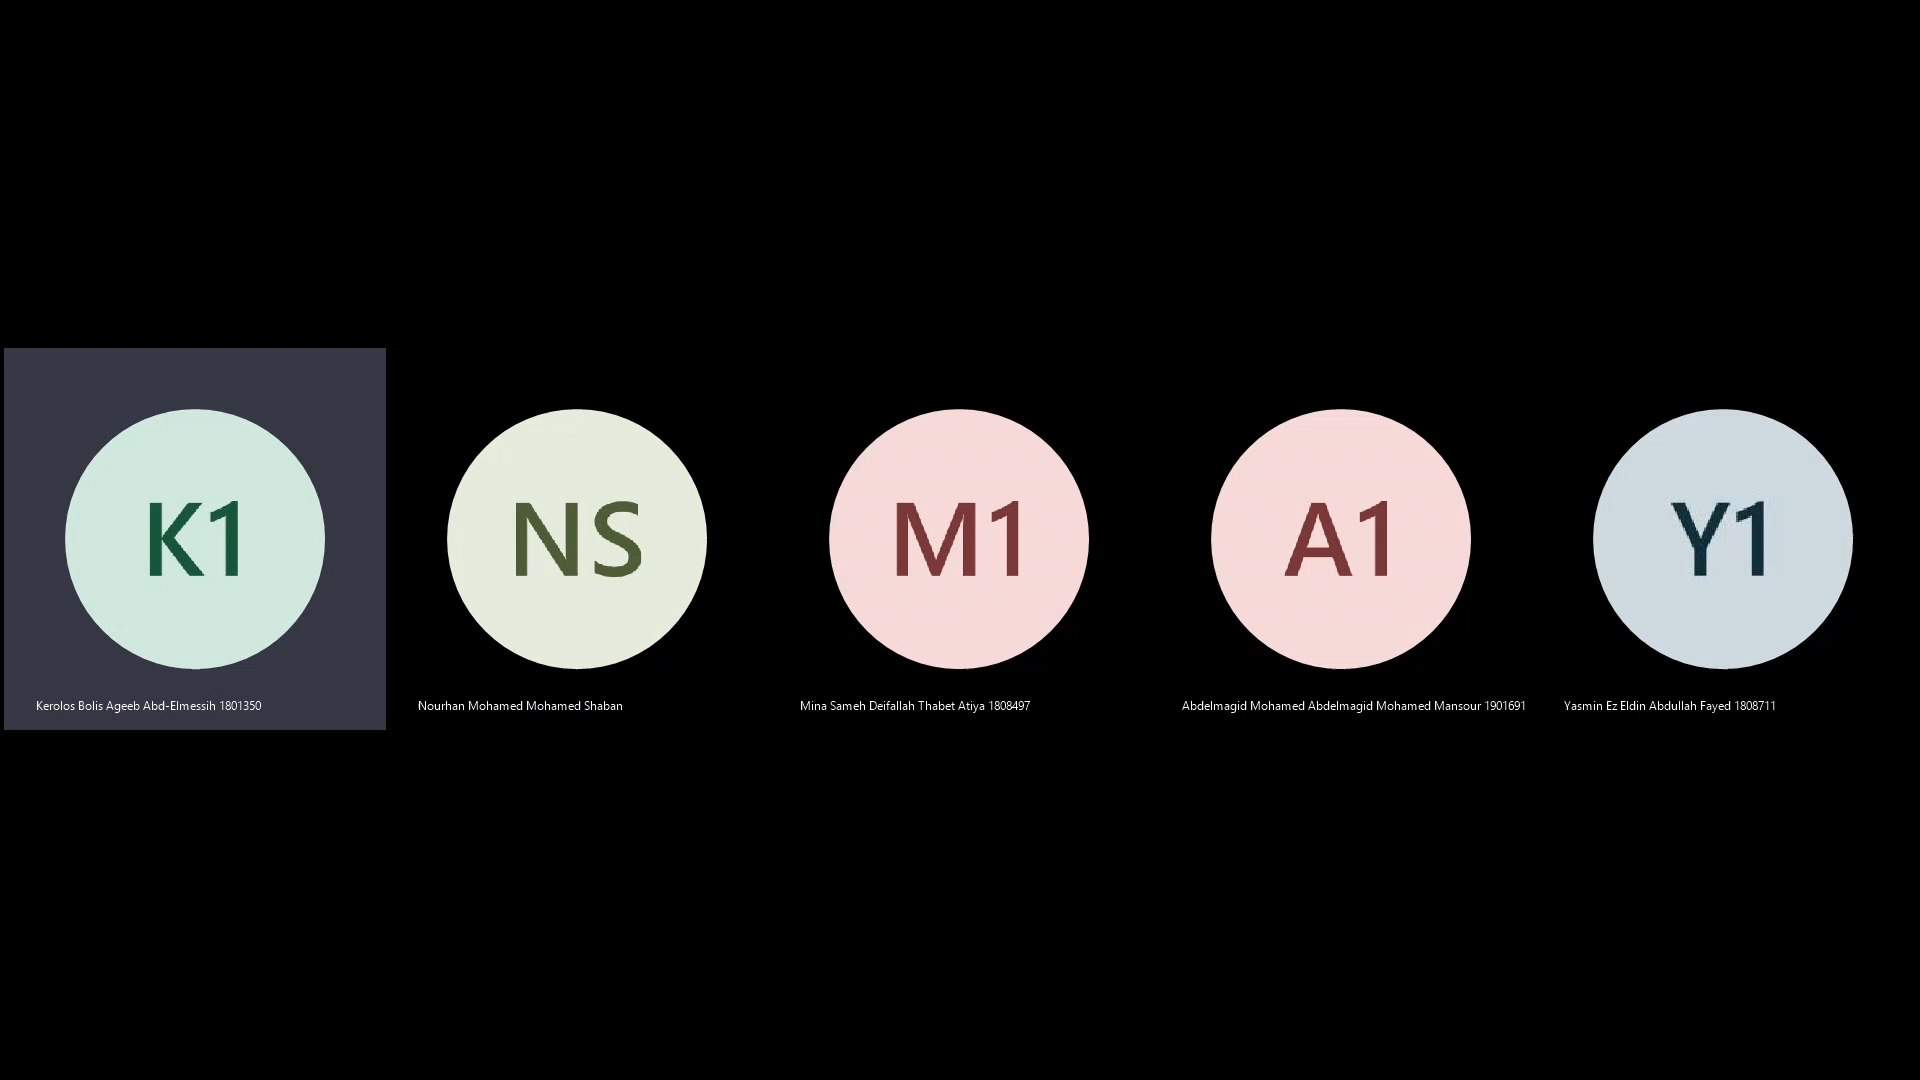 K1
NS
M1
A1
Y1
Kerolos Bolis Ageeb Abd-Elmessih 1801350
Nourhan Mohamed Mohamed Shaban
Mina Sameh Deifallah Thabet Atiya 1808497
Abdelmagid Mohamed Abdelmagid Mohamed Mansour 1901691
Yasmin Ez Eldin Abdullah Fayed 1808711